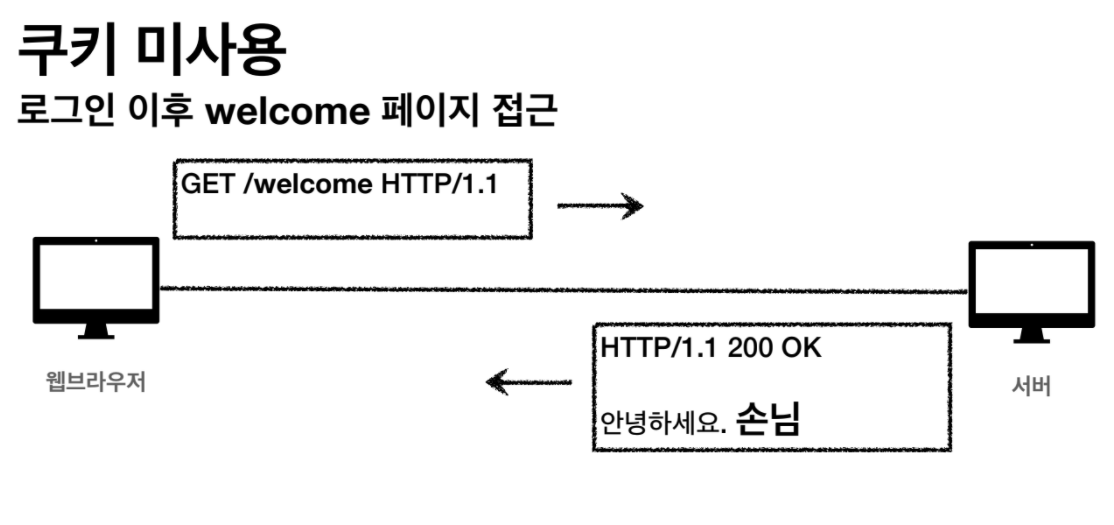 쿠키 미사용
로그인 이후 welcome 페이지 접근
GET /welcome HTTP/1.1
웹브라우저
HTTP/1.1 200 OK
안녕하세요. 손님
서버